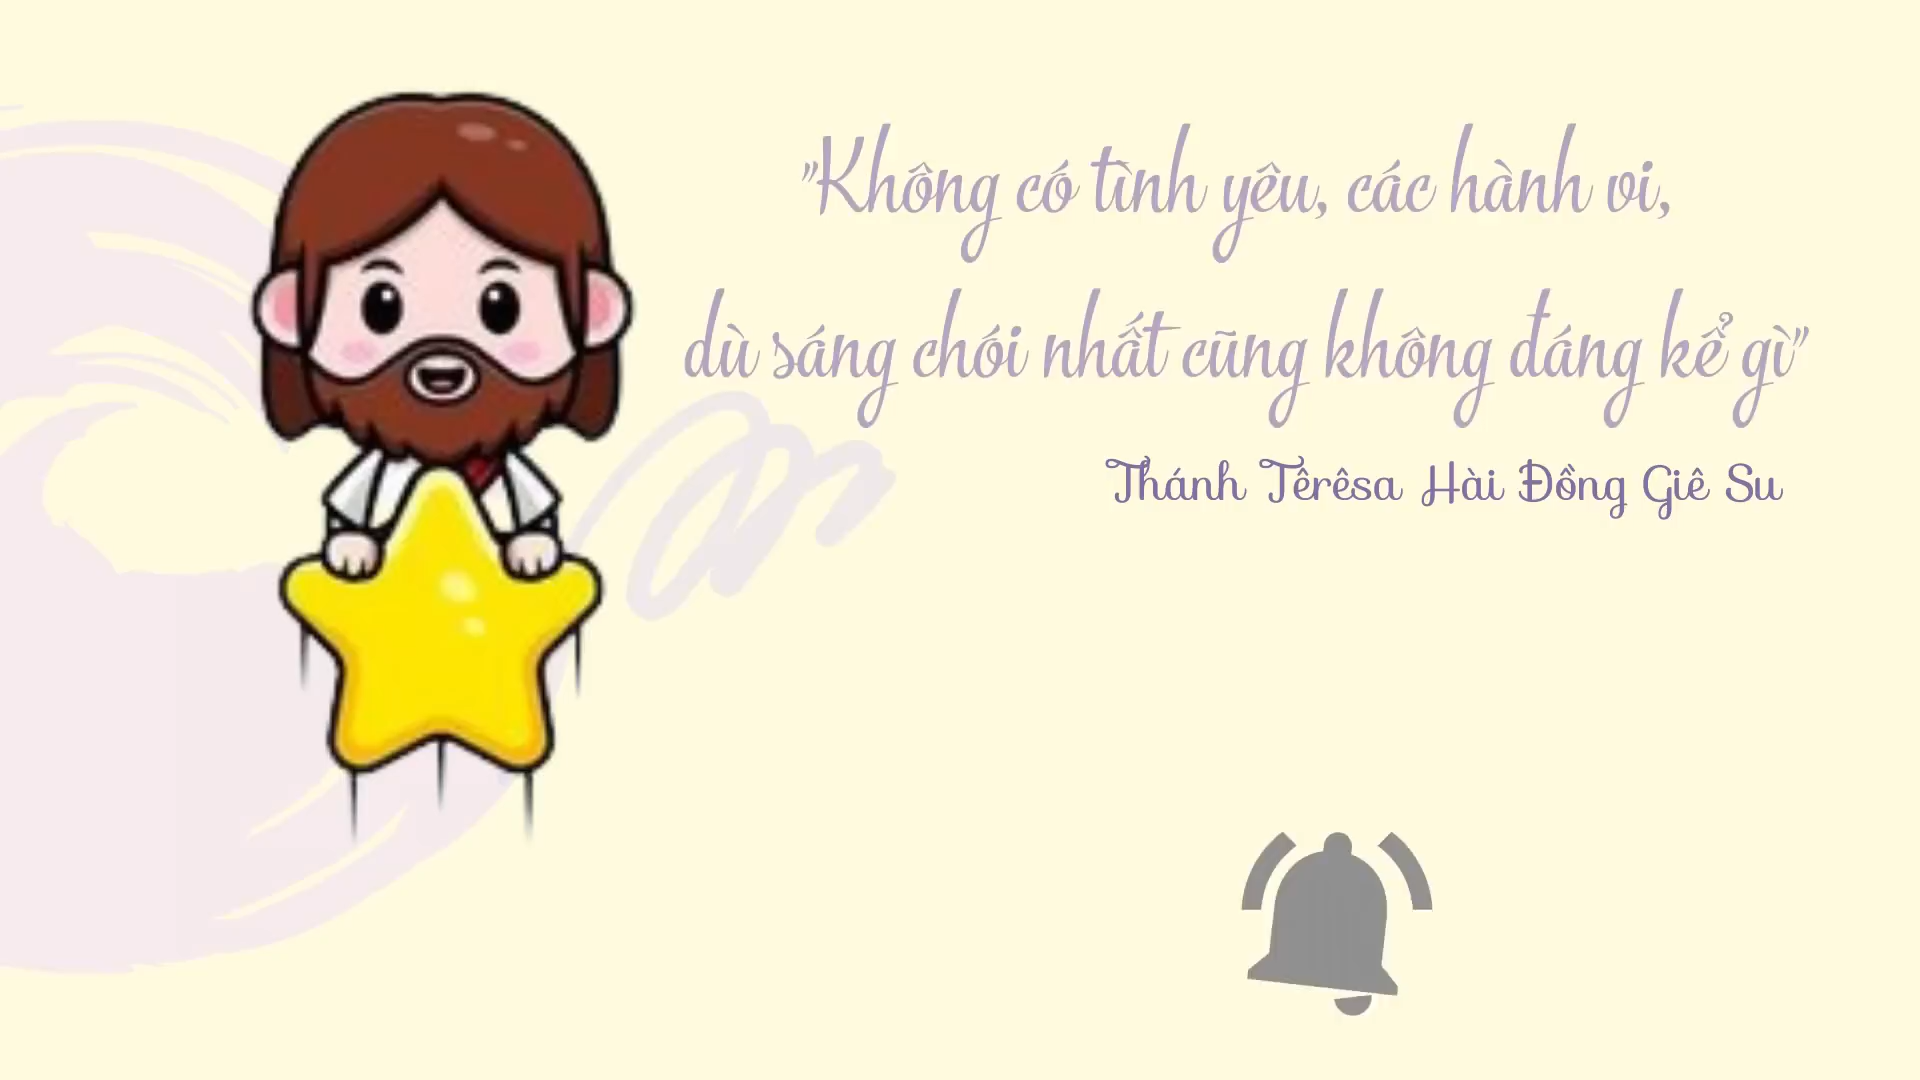 "Không có tình yêu, các hành vi,
dù sáng chói nhất cũng không đáng kể gì"
Thánh Têrêsa Hài Đồng Giê Su